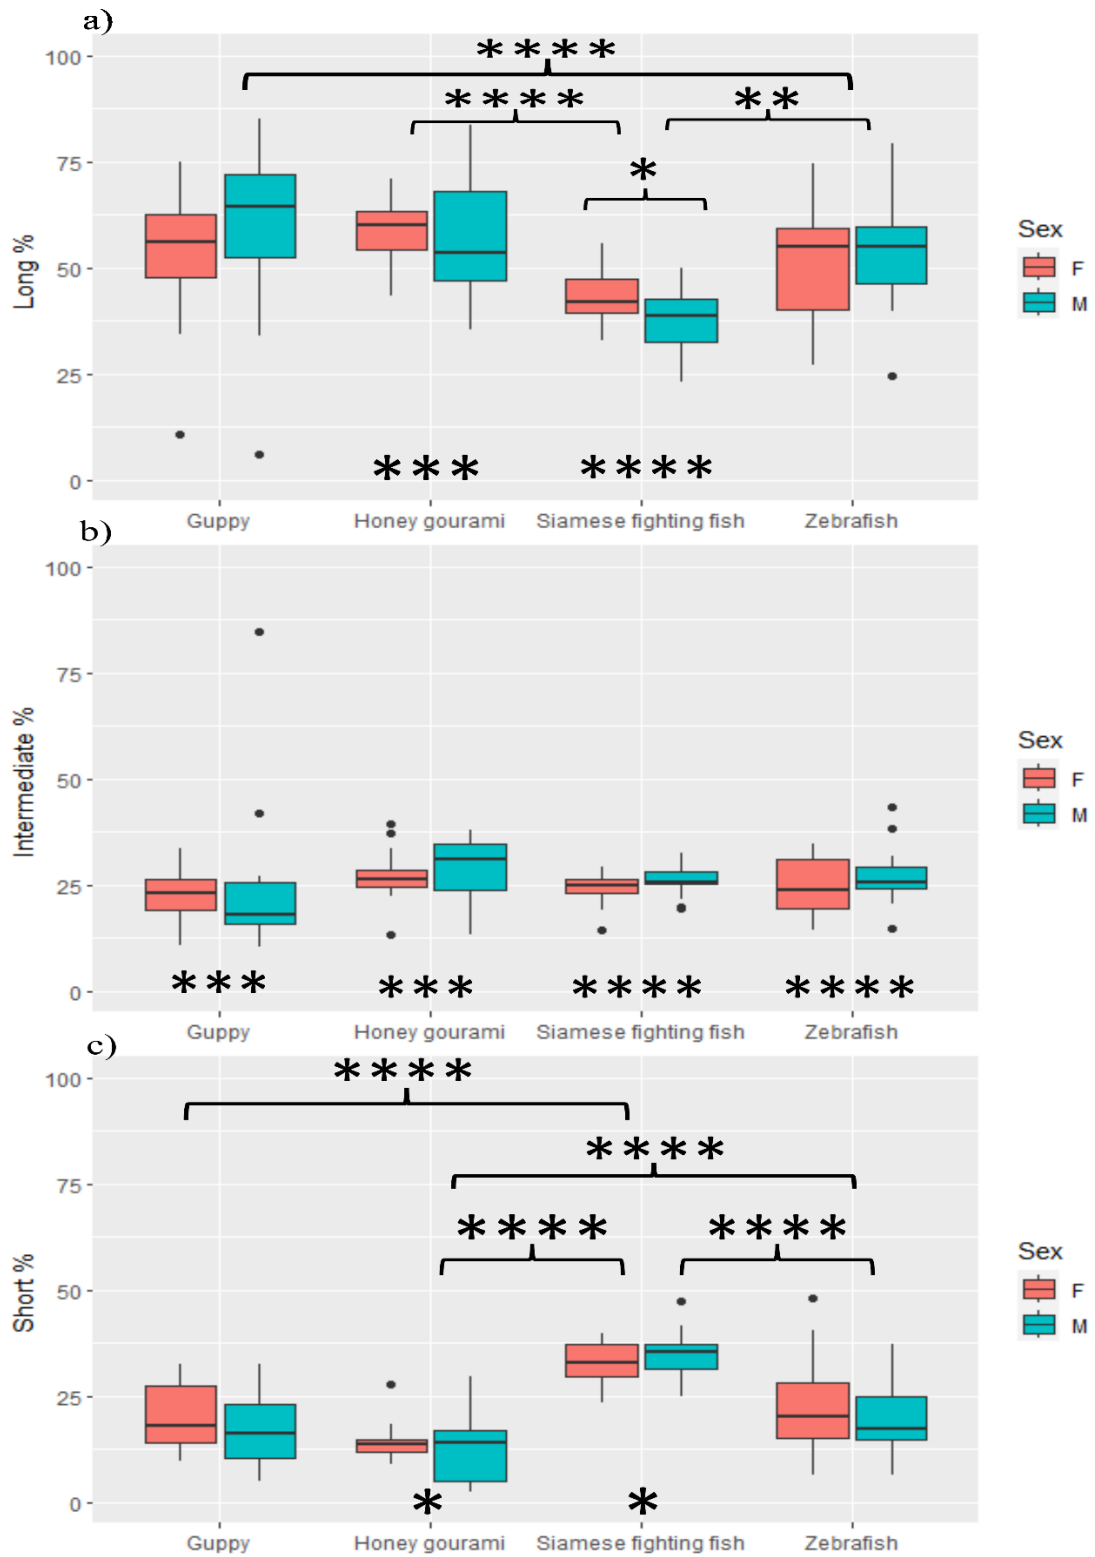 a)
****
100
****
**
75
*
Long %
50
25
0
***
****
Guppy
Honey gourami
Siamese fighting fish
Zebrafish
Sex
F
M
b)
100
75
Intermediate %
50
25
0
***
***
****
****
Guppy
Honey gourami
Siamese fighting fish
Zebrafish
Sex
F
M
c)
****
100
****
75
****
****
Short %
50
25
0
*
*
Guppy
Honey gourami
Siamese fighting fish
Zebrafish
Sex
F
M